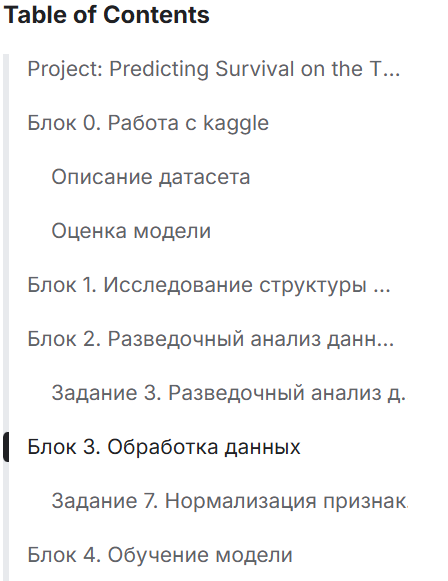 Table of Contents
Project: Predicting Survival on the T...
Блок 0. Работа с kaggle
Описание датасета
Оценка модели
Блок 1. Исследование структуры ...
Блок 2. Разведочный анализ данн...
Задание 3. Разведочный анализ д.
Блок 3. Обработка данных
Задание 7. Нормализация признак
Блок 4. Обучение модели